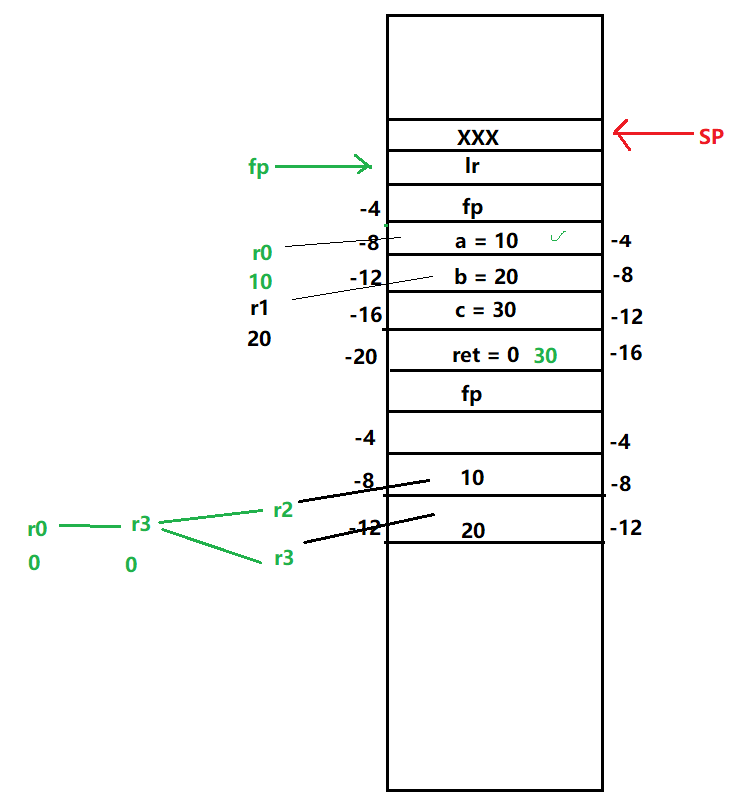 XXX
SP
fp lr
-4 fp
-8 a = 10 -4
r0
10
-12 b = 20 -8
r1
-16 c = 30 -12
20
-20 ret = 0 30 -16
fp
-4 -4
-8 10 -8
r2
r0 r3 -12 20 -12
0 0 r3